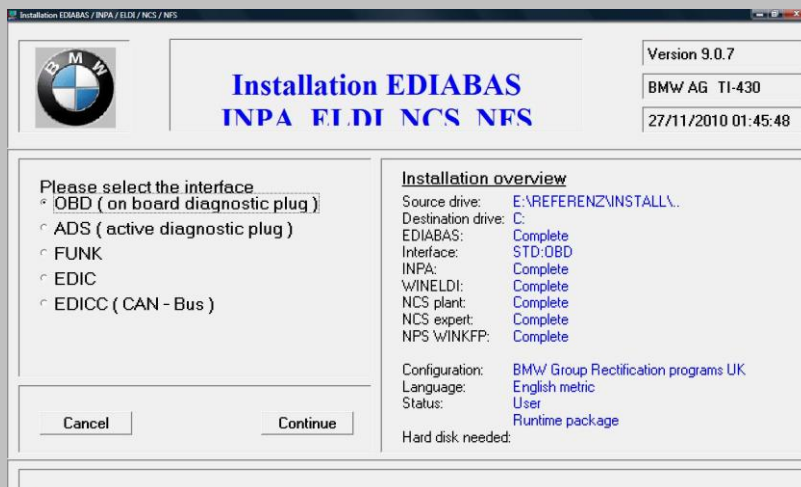 Installation EDIABAS / INPA / ELDI / NCS / NFS
BMW
Installation EDIABAS
INPA ELDI NCS NFS
Version 9.0.7
BMW AG TI-430
27/11/2010 01:45:48
Please select the interface
OBD ( on board diagnostic plug )
ADS ( active diagnostic plug )
FUNK
EDIC
EDICC ( CAN - Bus )
Cancel
Continue
Installation overview
Source drive: E:\REFERENZ\INSTALL\..
Destination drive: C:
EDIABAS: Complete
Interface: STD:OBD
INPA: Complete
WINELDI: Complete
NCS plant: Complete
NCS expert: Complete
NPS WINKFP: Complete
Configuration: BMW Group Rectification programs UK
Language: English metric
Status: User
Runtime package
Hard disk needed: